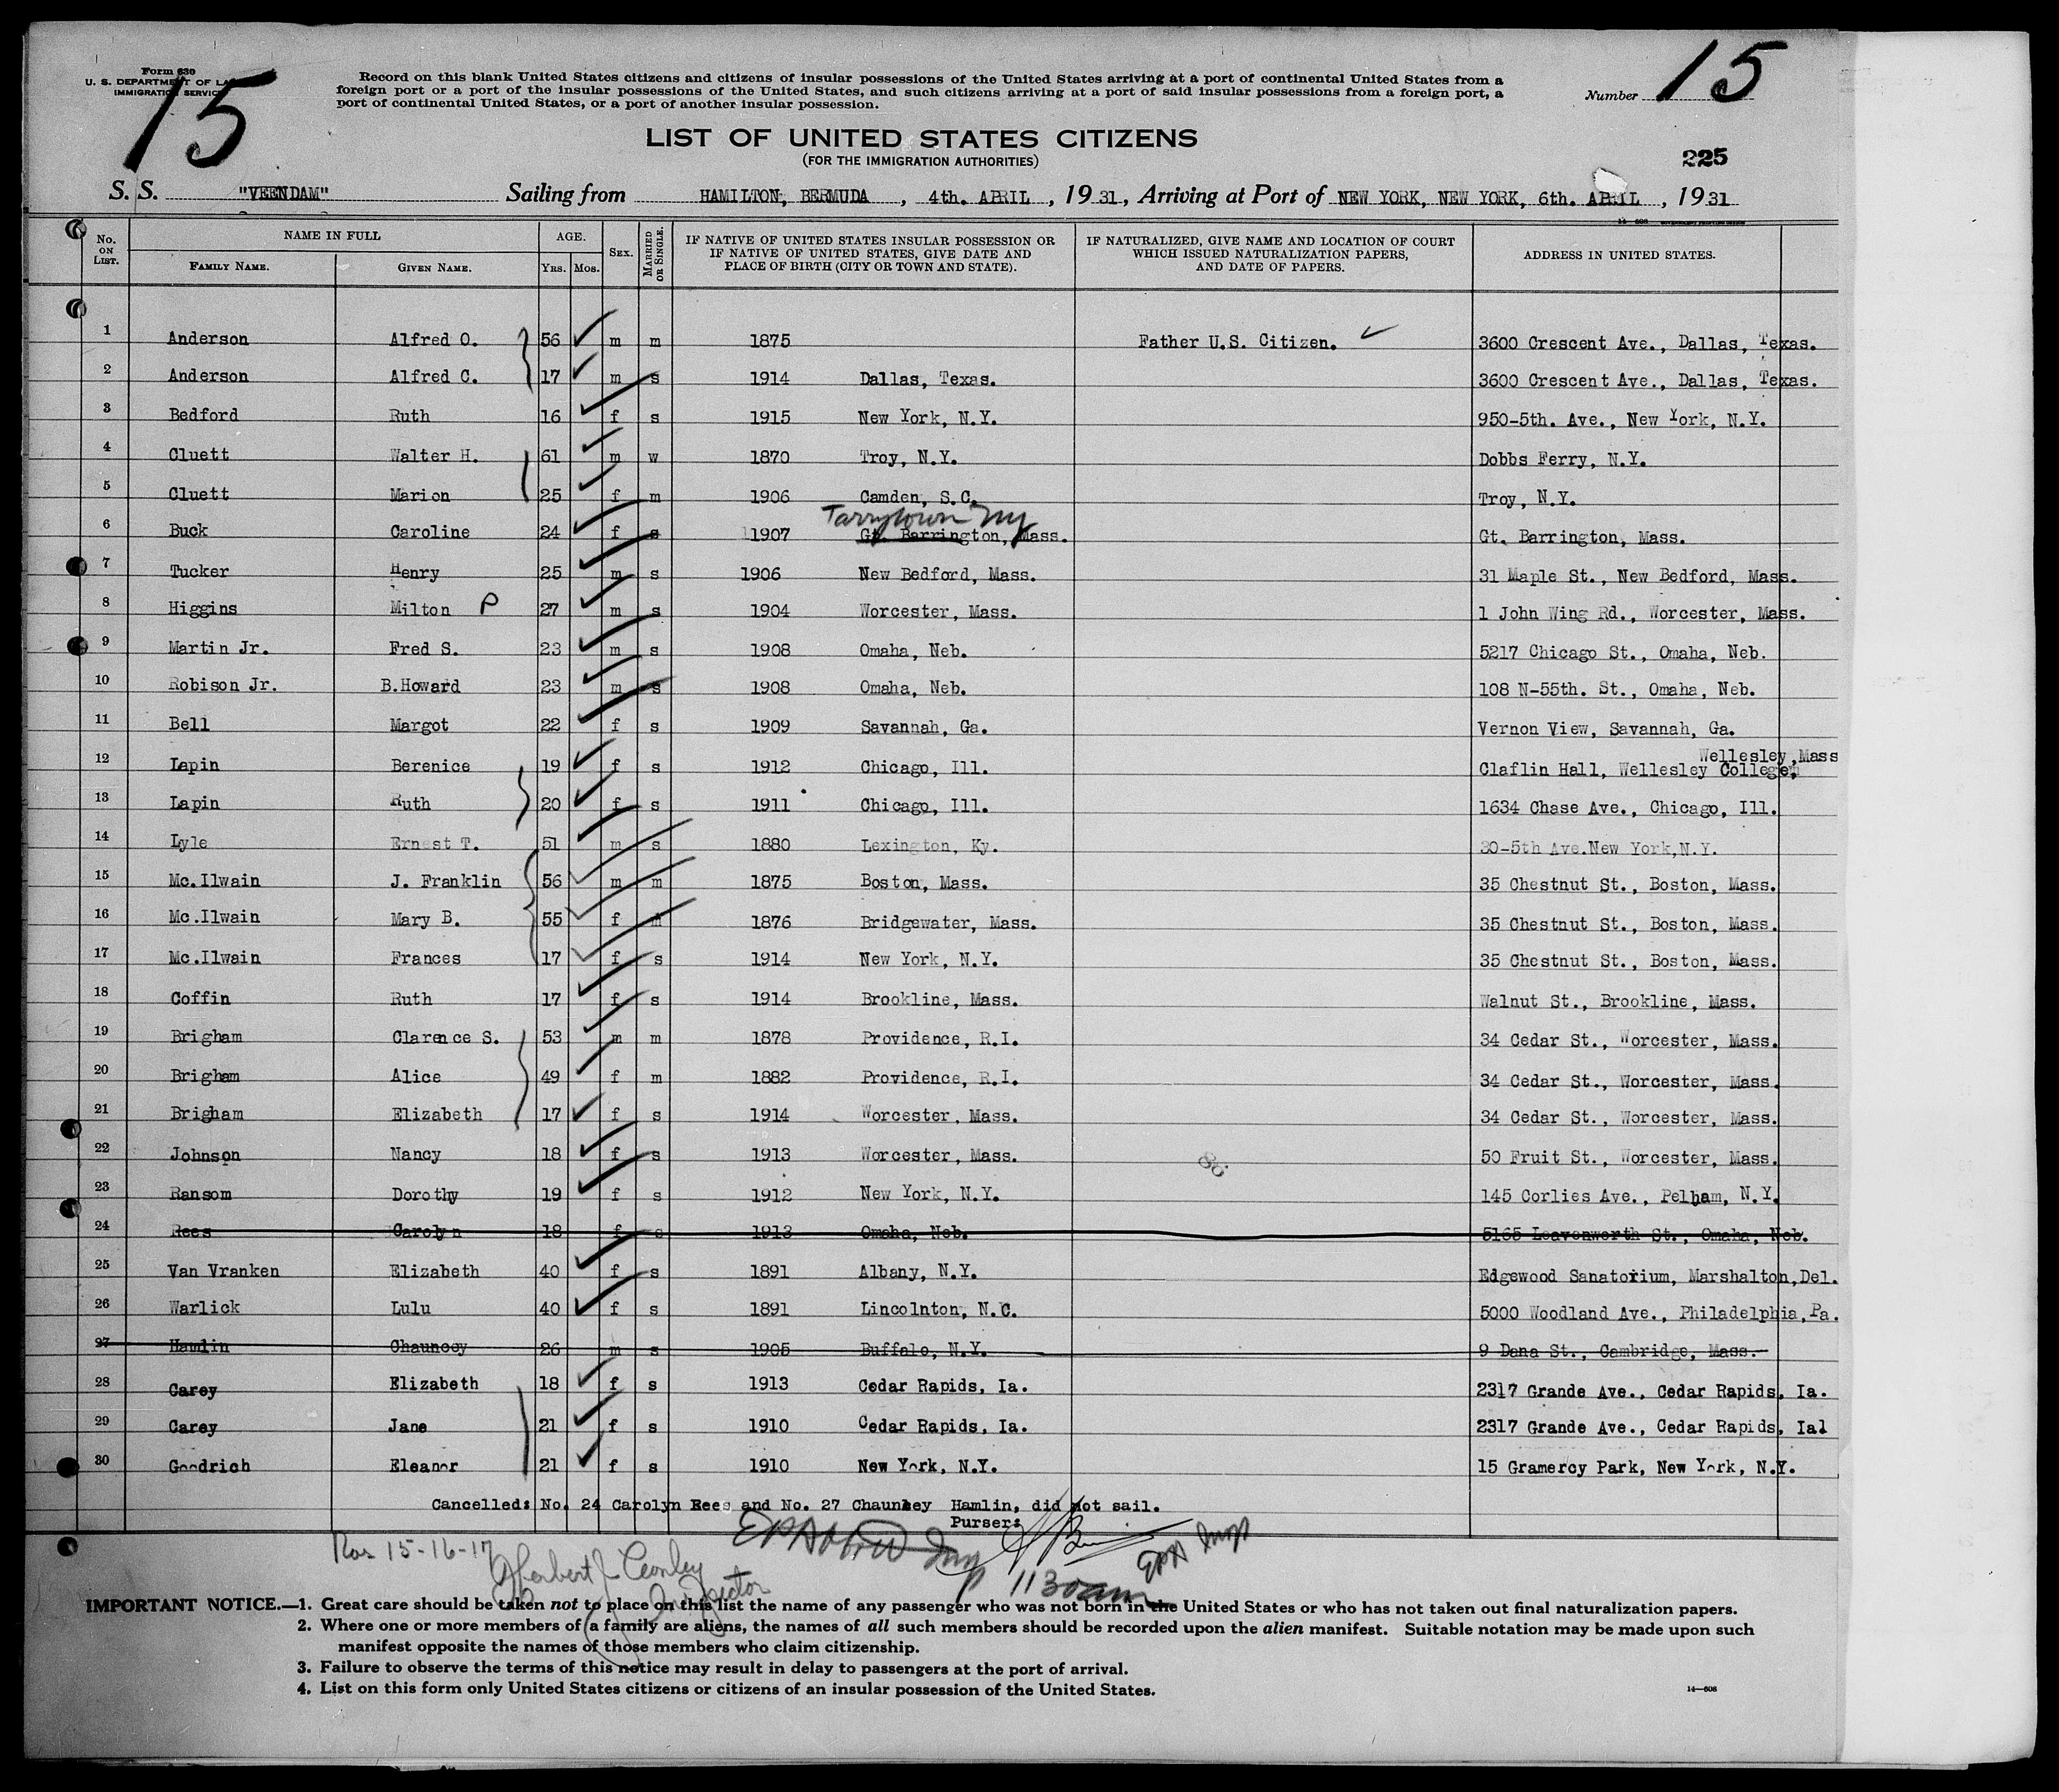 Form 630
U. S. DEPARTMENT OF LA
IMMIGRATION SERVICE
15
Record on this blank United States citizens and citizens of insular possessions of the United States arriving at a port of continental United States from a
foreign port or a port of the insular possessions of the United States, and such citizens arriving at a port of said insular possessions from a foreign port, a
port of continental United States, or a port of another insular possession.
Number 15
LIST OF UNITED STATES CITIZENS
(FOR THE IMMIGRATION AUTHORITIES)
225
S. S. "VEENDAM" Sailing from HAMILTON, BERMUDA , 4th. APRIL , 1931, Arriving at Port of NEW YORK, NEW YORK, 6th. APRIL , 1931
No. ON LIST. NAME IN FULL FAMILY NAME. GIVEN NAME. AGE. YRS. MOS. SEX. MARRIED OR SINGLE. IF NATIVE OF UNITED STATES INSULAR POSSESSION OR IF NATIVE OF UNITED STATES, GIVE DATE AND PLACE OF BIRTH (CITY OR TOWN AND STATE). IF NATURALIZED, GIVE NAME AND LOCATION OF COURT WHICH ISSUED NATURALIZATION PAPERS, AND DATE OF PAPERS. ADDRESS IN UNITED STATES.
1 Anderson Alfred O. 56 m m 1875 Father U.S. Citizen. 3600 Crescent Ave., Dallas, Texas.
2 Anderson Alfred C. 17 m s 1914 Dallas, Texas. 3600 Crescent Ave., Dallas, Texas.
3 Bedford Ruth 16 f s 1915 New York, N.Y. 950-5th. Ave., New York, N.Y.
4 Cluett Walter H. 61 m w 1870 Troy, N.Y. Dobbs Ferry, N.Y.
5 Cluett Marion 25 f m 1906 Camden, S.C. Troy, N.Y.
Tarrytown Ny
6 Buck Caroline 24 f s 1907 Gt. Barrington, Mass. Gt. Barrington, Mass.
7 Tucker Henry 25 m s 1906 New Bedford, Mass. 31 Maple St., New Bedford, Mass.
8 Higgins Milton P 27 m s 1904 Worcester, Mass. 1 John Wing Rd., Worcester, Mass.
9 Martin Jr. Fred S. 23 m s 1908 Omaha, Neb. 5217 Chicago St., Omaha, Neb.
10 Robison Jr. B.Howard 23 m s 1908 Omaha, Neb. 108 N-55th. St., Omaha, Neb.
11 Bell Margot 22 f s 1909 Savannah, Ga. Vernon View, Savannah, Ga.
Wellesley,Mass
12 Lapin Berenice 19 f s 1912 Chicago, Ill. Claflin Hall, Wellesley College,
13 Lapin Ruth 20 f s 1911 Chicago, Ill. 1634 Chase Ave., Chicago, Ill.
14 Lyle Ernest T. 51 m s 1880 Lexington, Ky. 30-5th Ave.New York,N.Y.
15 Mc.Ilwain J. Franklin 56 m m 1875 Boston, Mass. 35 Chestnut St., Boston, Mass.
16 Mc.Ilwain Mary B. 55 f m 1876 Bridgewater, Mass. 35 Chestnut St., Boston, Mass.
17 Mc.Ilwain Frances 17 f s 1914 New York, N.Y. 35 Chestnut St., Boston, Mass.
18 Coffin Ruth 17 f s 1914 Brookline, Mass. Walnut St., Brookline, Mass.
19 Brigham Clarence S. 53 m m 1878 Providence, R.I. 34 Cedar St., Worcester, Mass.
20 Brigham Alice 49 f m 1882 Providence, R.I. 34 Cedar St., Worcester, Mass.
21 Brigham Elizabeth 17 f s 1914 Worcester, Mass. 34 Cedar St., Worcester, Mass.
22 Johnson Nancy 18 f s 1913 Worcester, Mass. 50 Fruit St., Worcester, Mass.
23 Ransom Dorothy 19 f s 1912 New York, N.Y. 145 Corlies Ave., Pelham, N.Y.
24 Rees Carolyn 18 f s 1913 Omaha, Neb. 5165 Leavenworth St., Omaha, Neb.
25 Van Vranken Elizabeth 40 f s 1891 Albany, N.Y. Edgewood Sanatorium, Marshalton,Del.
26 Warlick Lulu 40 f s 1891 Lincolnton, N.C. 5000 Woodland Ave., Philadelphia,Pa.
27 Hamlin Chauncey 26 m s 1905 Buffalo, N.Y. 9 Dana St., Cambridge, Mass.
28 Carey Elizabeth 18 f s 1913 Cedar Rapids, Ia. 2317 Grande Ave., Cedar Rapids, Ia.
29 Carey Jane 21 f s 1910 Cedar Rapids, Ia. 2317 Grande Ave., Cedar Rapids, Ial
30 Goodrich Eleanor 21 f s 1910 New York, N.Y. 15 Gramercy Park, New York, N.Y.
Cancelled: No. 24 Carolyn Rees and No. 27 Chauncey Hamlin, did not sail.
Purser:
15-16-17
Herbert J. Conley
Inspector
1130am
IMPORTANT NOTICE.—1. Great care should be taken not to place on this list the name of any passenger who was not born in the United States or who has not taken out final naturalization papers.
2. Where one or more members of a family are aliens, the names of all such members should be recorded upon the alien manifest. Suitable notation may be made upon such
manifest opposite the names of those members who claim citizenship.
3. Failure to observe the terms of this notice may result in delay to passengers at the port of arrival.
4. List on this form only United States citizens or citizens of an insular possession of the United States.
14—608